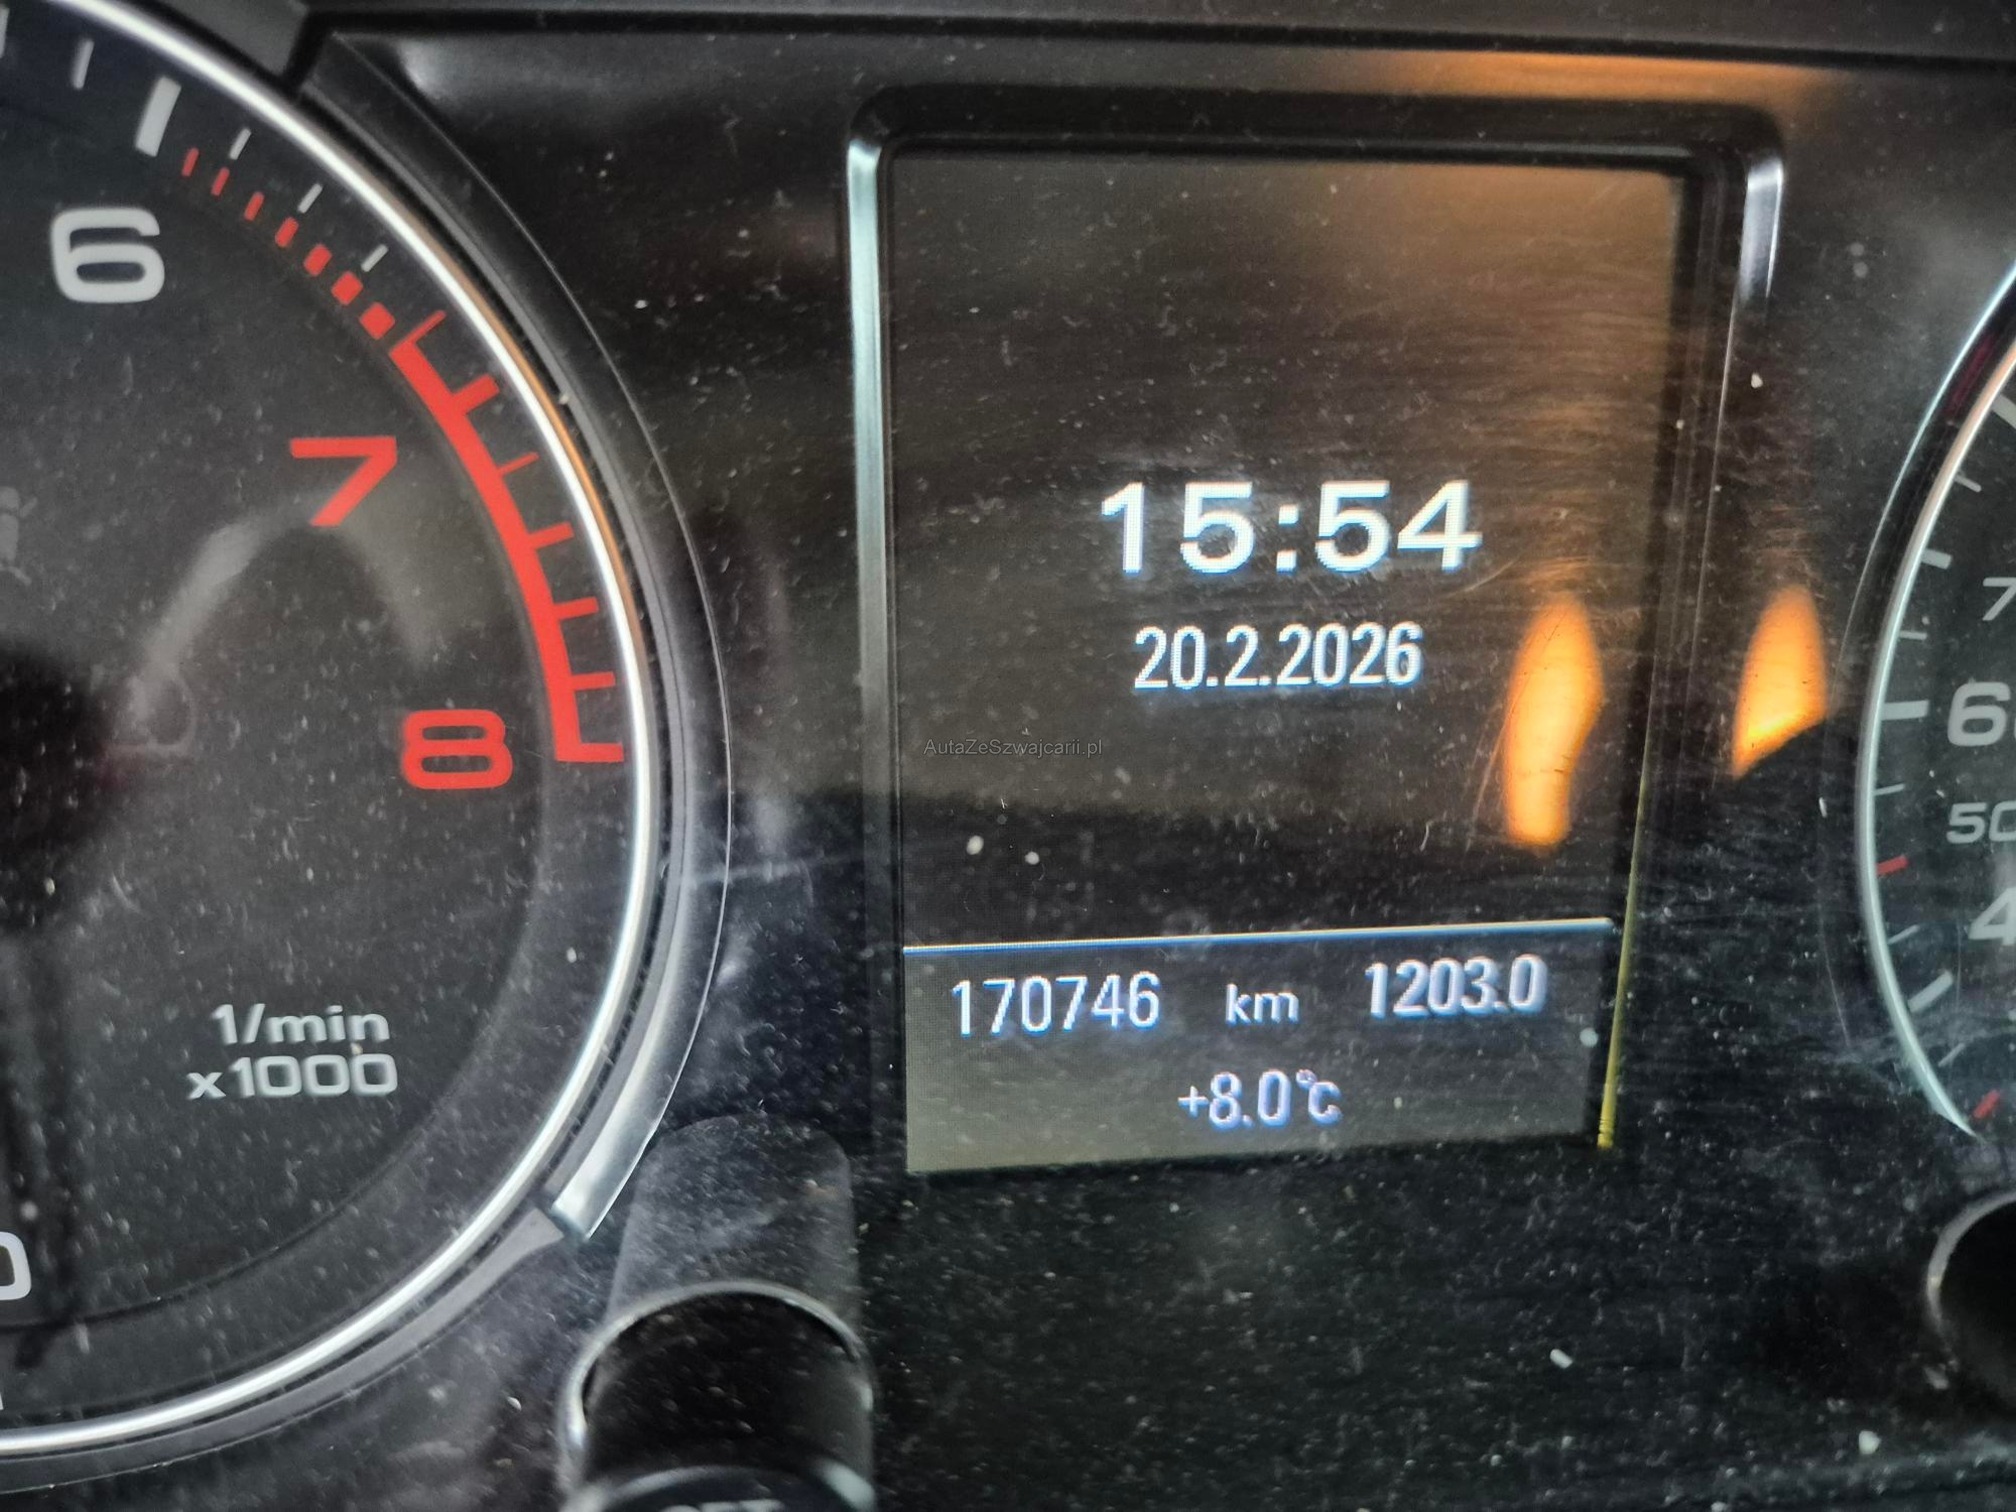 6
7
8
1/min
x1000
15:54
20.2.2026
AutaZeSzwajcarii.pl
170746 km 1203.0
+8.0°C
50